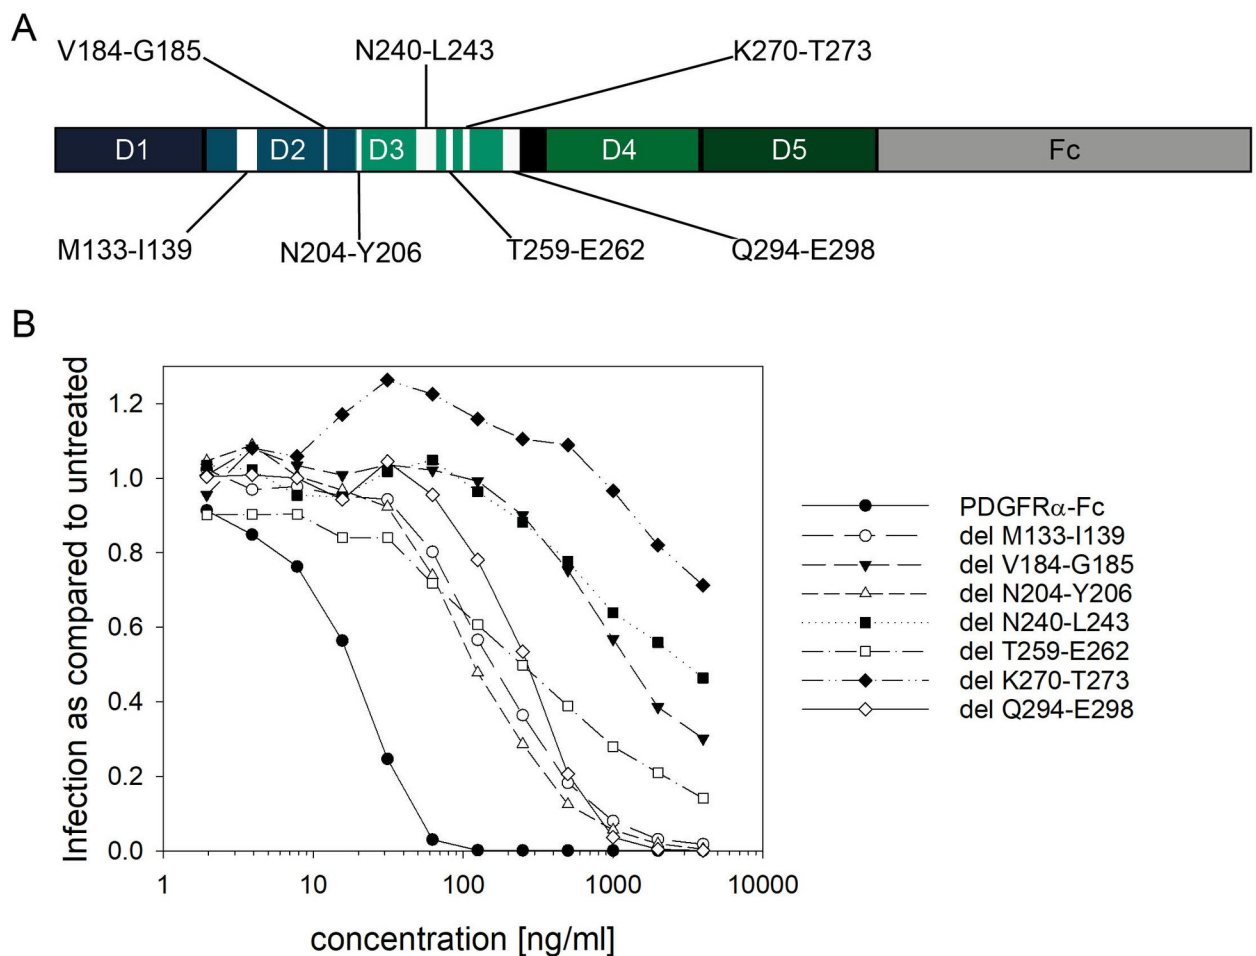 A
V184-G185 N240-L243 K270-T273
D1 D2 D3 D4 D5 Fc
M133-I139 N204-Y206 T259-E262 Q294-E298
B
Infection as compared to untreated
1.2
1.0
0.8
0.6
0.4
0.2
0.0
1 10 100 1000 10000
concentration [ng/ml]
PDGFRα-Fc
del M133-I139
del V184-G185
del N204-Y206
del N240-L243
del T259-E262
del K270-T273
del Q294-E298